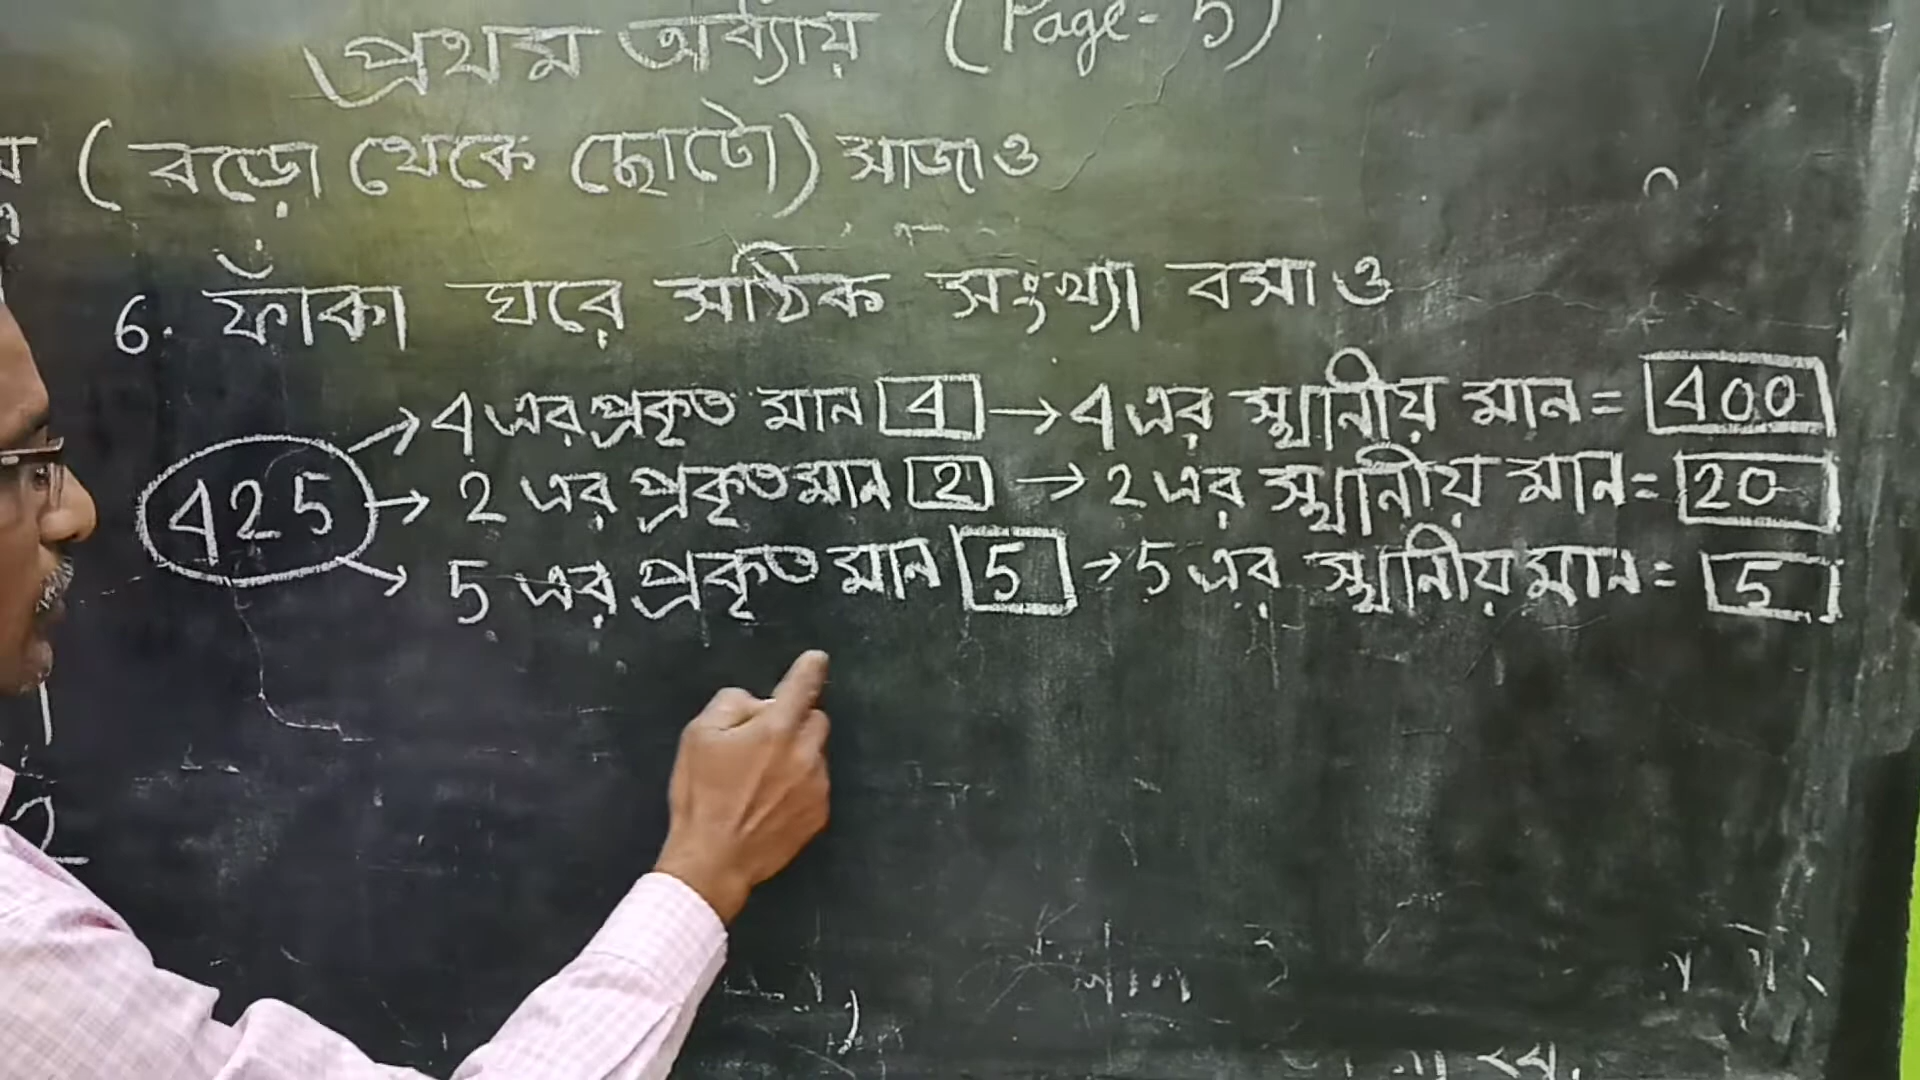 প্রথম অধ্যায় (Page- 5)
(বড়ো থেকে ছোটো) সাজাও
6. ফাঁকা ঘরে সঠিক সংখ্যা বসাও
425
→ 4 এর প্রকৃত মান 4 → 4 এর স্থানীয় মান = 400
→ 2 এর প্রকৃত মান 2 → 2 এর স্থানীয় মান = 20
→ 5 এর প্রকৃত মান 5 → 5 এর স্থানীয় মান = 5